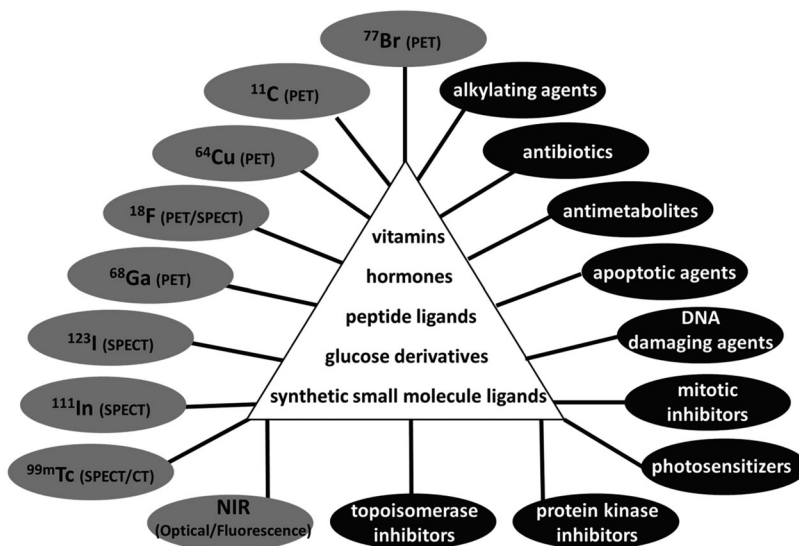 ⁷⁷Br (PET)
¹¹C (PET)
⁶⁴Cu (PET)
¹⁸F (PET/SPECT)
⁶⁸Ga (PET)
¹²³I (SPECT)
¹¹¹In (SPECT)
⁹⁹ᵐTc (SPECT/CT)
NIR
(Optical/Fluorescence)
vitamins
hormones
peptide ligands
glucose derivatives
synthetic small molecule ligands
alkylating agents
antibiotics
antimetabolites
apoptotic agents
DNA
damaging agents
mitotic
inhibitors
photosensitizers
protein kinase
inhibitors
topoisomerase
inhibitors